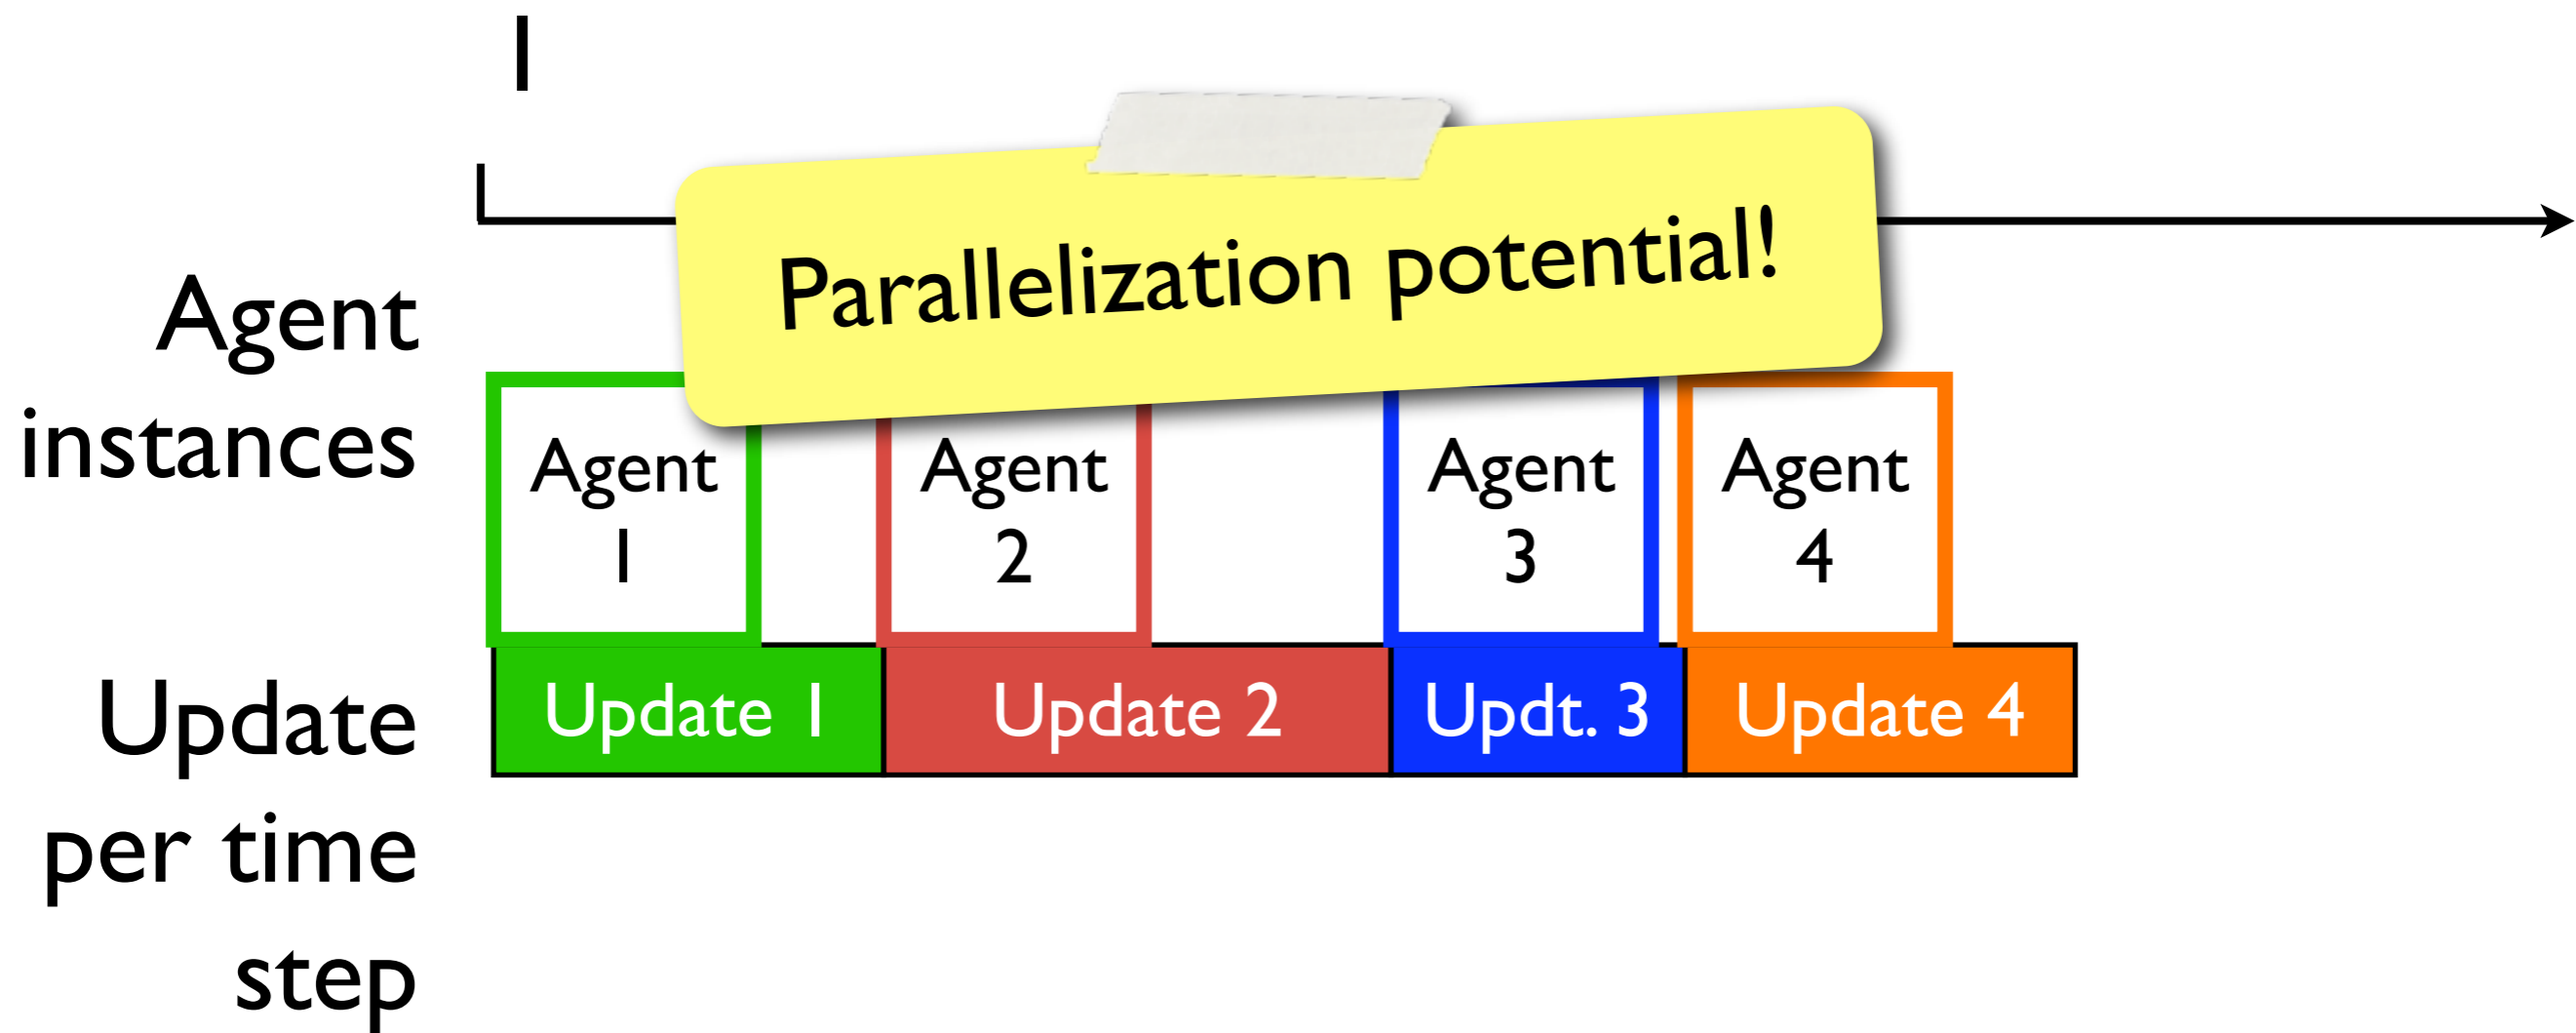 1
Parallelization potential!
Agent
instances
Agent
1
Agent
2
Agent
3
Agent
4
Update
per time
step
Update 1
Update 2
Updt. 3
Update 4